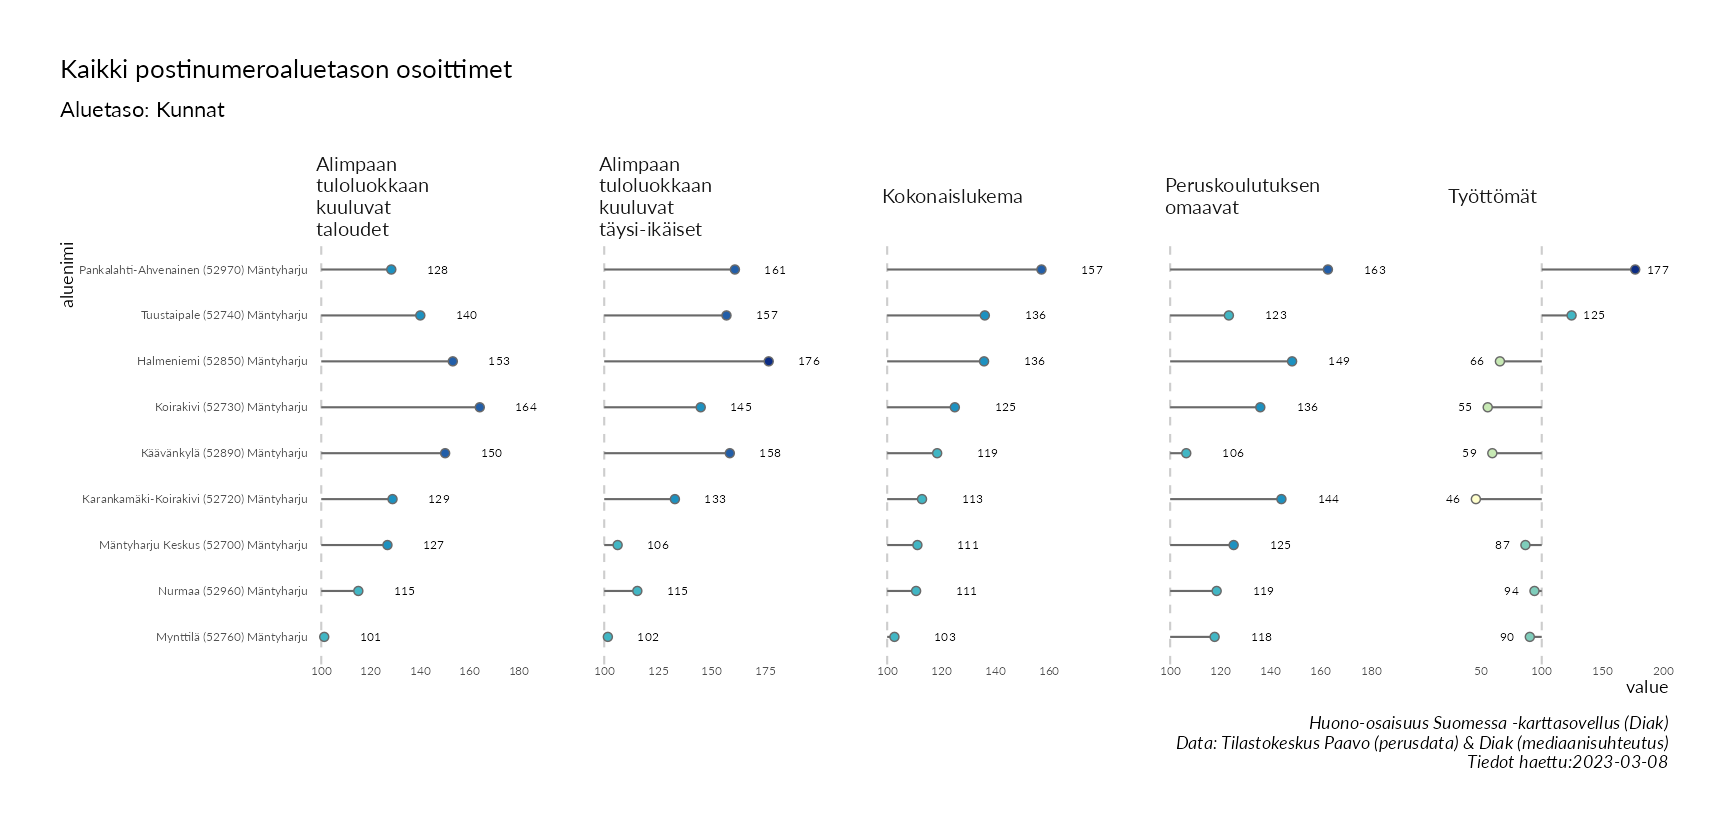 Kaikki postinumeroaluetason osoittimet
Aluetaso: Kunnat
Alimpaan
tuloluokkaan
kuuluvat
taloudet
Alimpaan
tuloluokkaan
kuuluvat
täysi-ikäiset
Kokonaislukema
Peruskoulutuksen
omaavat
Työttömät
aluenimi
Pankalahti-Ahvenainen (52970) Mäntyharju 128 161 157 163 177
Tuustaipale (52740) Mäntyharju 140 157 136 123 125
Halmeniemi (52850) Mäntyharju 153 176 136 149 66
Koirakivi (52730) Mäntyharju 164 145 125 136 55
Käävänkylä (52890) Mäntyharju 150 158 119 106 59
Karankamäki-Koirakivi (52720) Mäntyharju 129 133 113 144 46
Mäntyharju Keskus (52700) Mäntyharju 127 106 111 125 87
Nurmaa (52960) Mäntyharju 115 115 111 119 94
Mynttilä (52760) Mäntyharju 101 102 103 118 90
100 120 140 160 180 100 125 150 175 100 120 140 160 100 120 140 160 180 50 100 150 200
value
Huono-osaisuus Suomessa -karttasovellus (Diak)
Data: Tilastokeskus Paavo (perusdata) & Diak (mediaanisuhteutus)
Tiedot haettu:2023-03-08